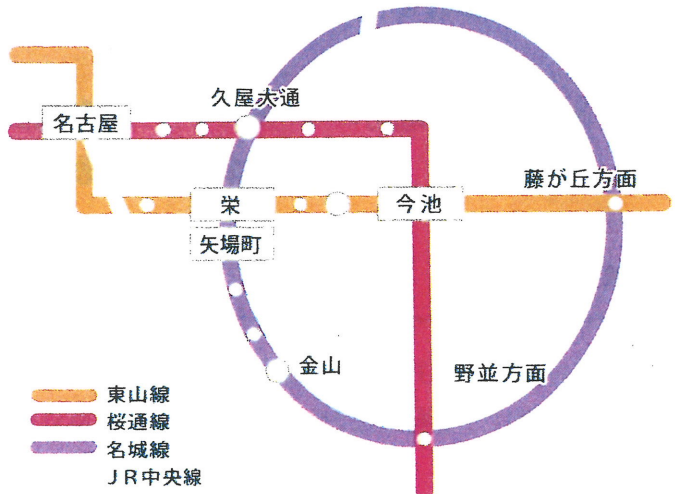 久屋大通
名古屋
藤が丘方面
栄
今池
矢場町
金山
野並方面
東山線
桜通線
名城線
JR中央線